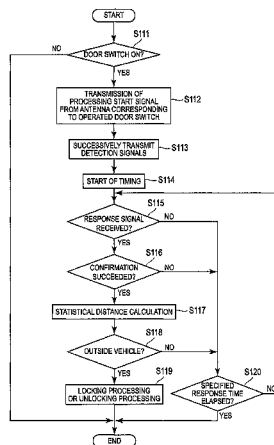 START
S111
NO
DOOR SWITCH ON?
YES
TRANSMISSION OF
PROCESSING START SIGNAL
FROM ANTENNA CORRESPONDING
TO OPERATED DOOR SWITCH
S112
SUCCESSIVELY TRANSMIT
DETECTION SIGNALS
S113
START OF TIMING
S114
S115
RESPONSE SIGNAL
RECEIVED?
NO
YES
S116
CONFIRMATION
SUCCEEDED?
NO
YES
STATISTICAL DISTANCE CALCULATION
S117
S118
OUTSIDE VEHICLE?
NO
YES
S119
LOCKING PROCESSING
OR UNLOCKING PROCESSING
S120
SPECIFIED
RESPONSE TIME
ELAPSED?
NO
YES
END